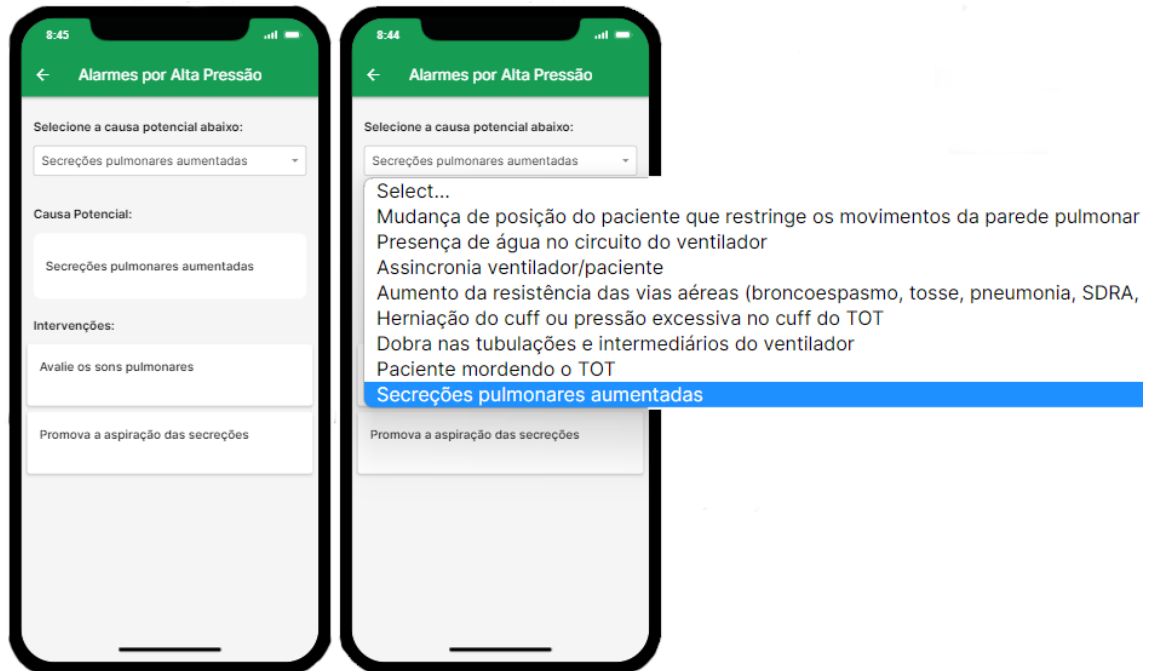 8:45
Alarmes por Alta Pressão
Selecione a causa potencial abaixo:
Secreções pulmonares aumentadas
Causa Potencial:
Secreções pulmonares aumentadas
Intervenções:
Avalie os sons pulmonares
Promova a aspiração das secreções
8:44
Alarmes por Alta Pressão
Selecione a causa potencial abaixo:
Secreções pulmonares aumentadas
Select...
Mudança de posição do paciente que restringe os movimentos da parede pulmonar
Presença de água no circuito do ventilador
Assincronia ventilador/paciente
Aumento da resistência das vias aéreas (broncoespasmo, tosse, pneumonia, SDRA,
Herniação do cuff ou pressão excessiva no cuff do TOT
Dobra nas tubulações e intermediários do ventilador
Paciente mordendo o TOT
Secreções pulmonares aumentadas
Promova a aspiração das secreções